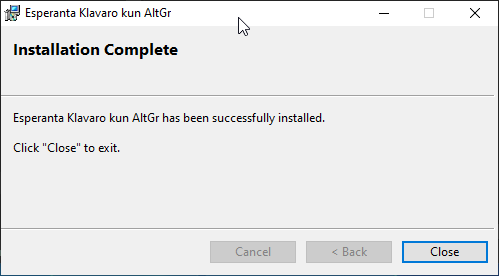 Esperanta Klavaro kun AltGr
Installation Complete
Esperanta Klavaro kun AltGr has been successfully installed.
Click "Close" to exit.
Cancel
< Back
Close